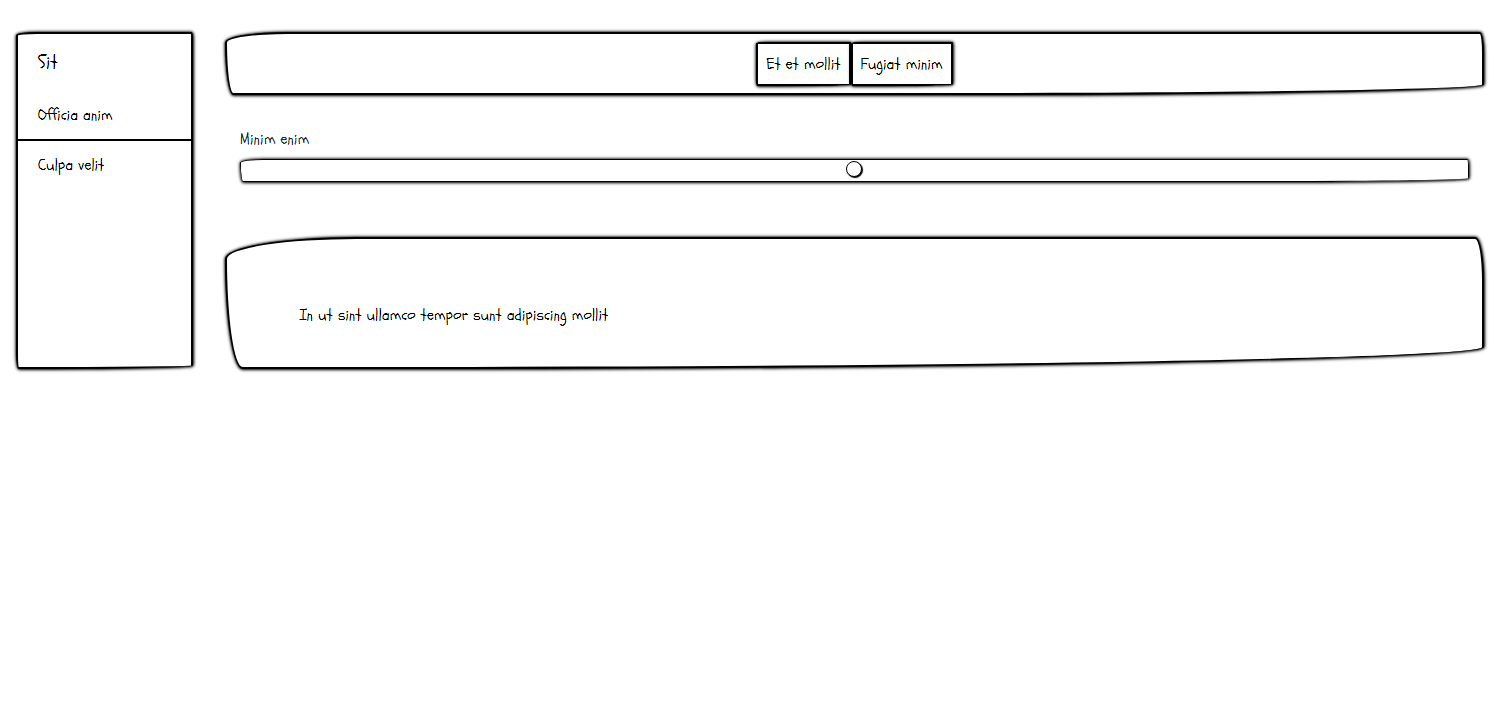 Sit
Officia anim
Culpa velit
Et et mollit
Fugiat minim
Minim enim
In ut sint ullamco tempor sunt adipiscing mollit